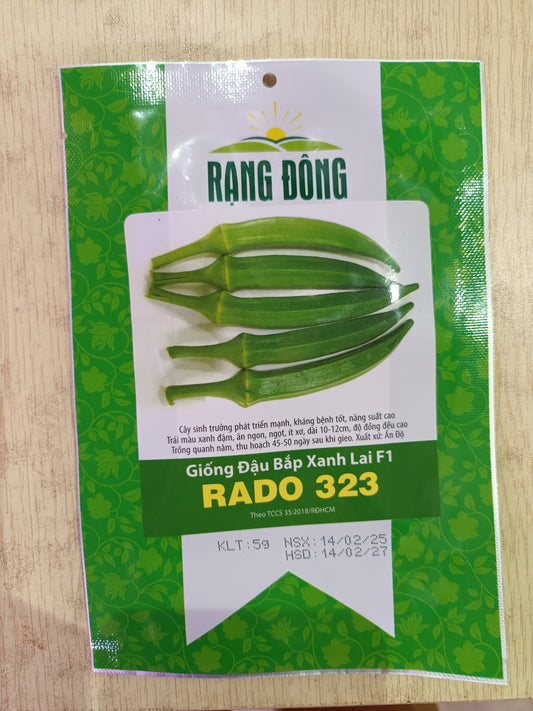 RẠNG ĐÔNG
Cây sinh trưởng phát triển mạnh, kháng bệnh tốt, năng suất cao
Trái màu xanh đậm, ăn ngon, ngọt, ít xơ, dài 10-12cm, độ đồng đều cao
Trồng quanh năm, thu hoạch 45-50 ngày sau khi gieo. Xuất xứ: Ấn Độ
Giống Đậu Bắp Xanh Lai F1
RADO 323
Theo TCCS 35:2018/RĐHCM
KLT:5g NSX:14/02/25
HSD:14/02/27